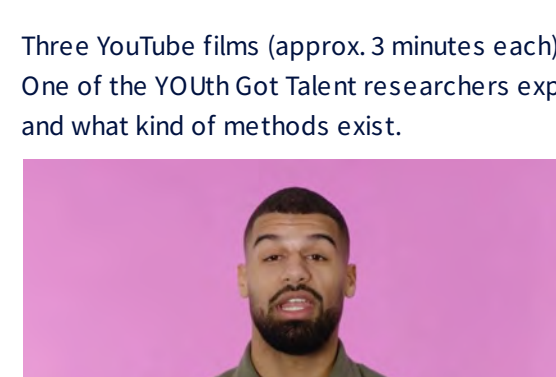 Three YouTube films (approx. 3 minutes each)
One of the YOUth Got Talent researchers exp
and what kind of methods exist.